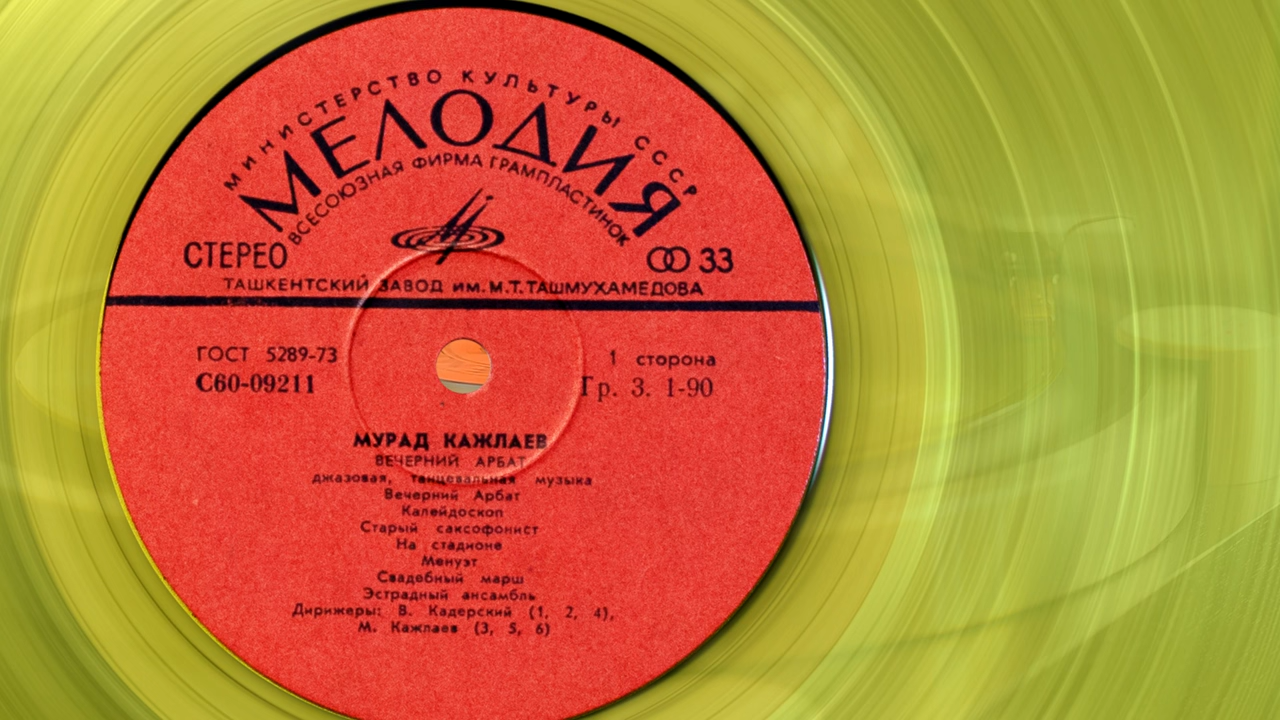 МИНИСТЕРСТВО КУЛЬТУРЫ СССР
МЕЛОДИЯ
ВСЕСОЮЗНАЯ ФИРМА ГРАМПЛАСТИНОК
СТЕРЕО
33
ТАШКЕНТСКИЙ ЗАВОД им. М.Т. ТАШМУХАМЕДОВА
ГОСТ 5289-73
1 сторона
С60-09211
Гр. 3. 1-90
МУРАД КАЖЛАЕВ
ВЕЧЕРНИЙ АРБАТ
джазовая, танцевальная музыка
Вечерний Арбат
Калейдоскоп
Старый саксофонист
На стадионе
Менуэт
Свадебный марш
Эстрадный ансамбль
Дирижеры: В. Кадерский (1, 2, 4),
М. Кажлаев (3, 5, 6)